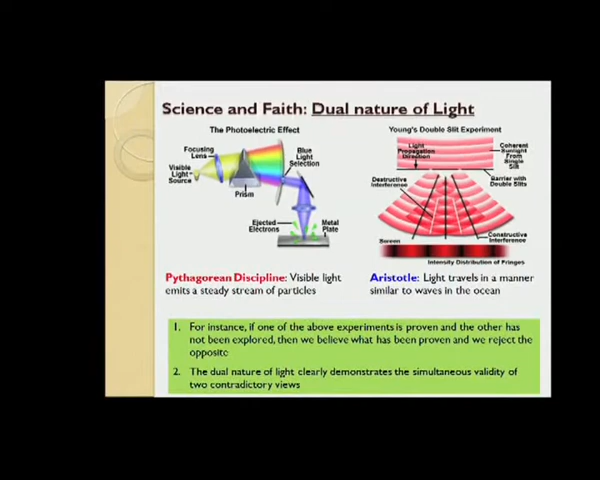 Science and Faith: Dual nature of Light
The Photoelectric Effect
Focusing
Lens
Visible
Light
Source
Prism
Blue
Light
Selection
Ejected
Electrons
Metal
Plate
Young's Double Slit Experiment
Light
Propagation
Direction
Coherent
Sunlight
From
Single
Slit
Destructive
Interference
Barrier with
Double Slits
Constructive
Interference
Screen
Intensity Distribution of Fringes
Pythagorean Discipline: Visible light
emits a steady stream of particles
Aristotle: Light travels in a manner
similar to waves in the ocean
1. For instance, if one of the above experiments is proven and the other has
not been explored, then we believe what has been proven and we reject the
opposite
2. The dual nature of light clearly demonstrates the simultaneous validity of
two contradictory views